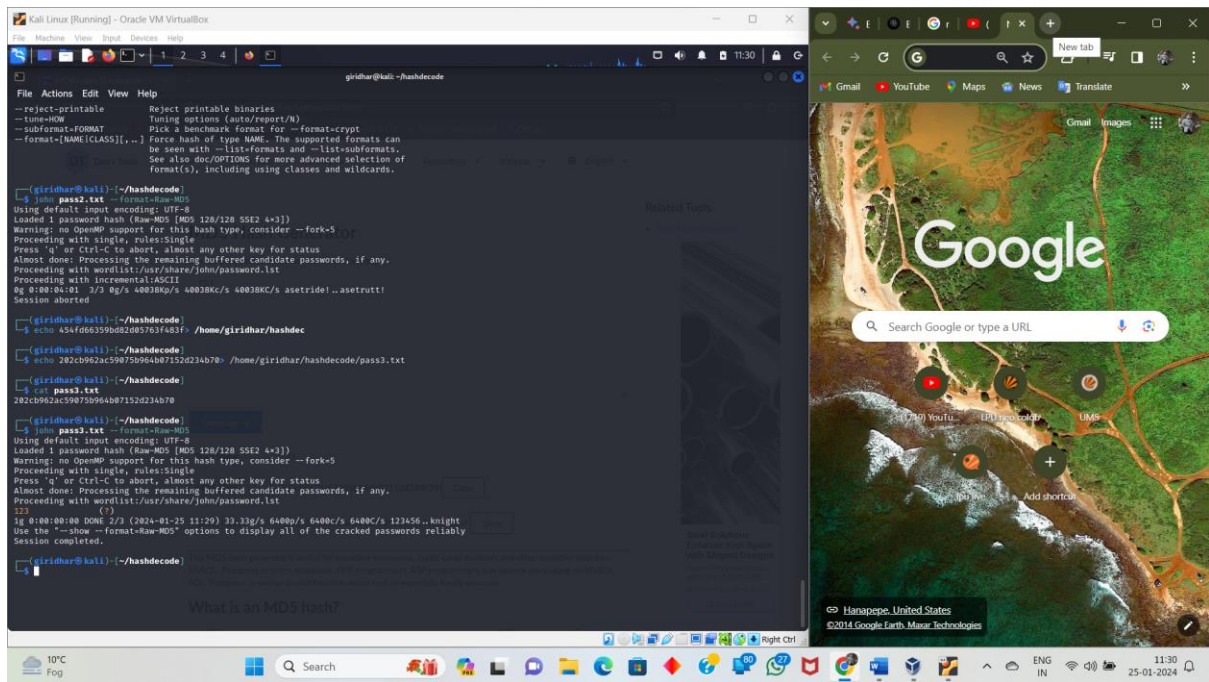 Kali Linux [Running] - Oracle VM VirtualBox
File Machine View Input Devices Help
1 2 3 4
11:30
giridhar@kali: ~/hashdecode
File Actions Edit View Help
--reject-printable Reject printable binaries
--tune=HOW Tuning options (auto/report/N)
--subformat=FORMAT Pick a benchmark format for --format=crypt
--format=[NAME|CLASS][,..] Force hash of type NAME. The supported formats can
be seen with --list=formats and --list=subformats.
See also doc/OPTIONS for more advanced selection of
format(s), including using classes and wildcards.
(giridhar㉿kali)-[~/hashdecode]
$ john pass2.txt --format=Raw-MD5
Using default input encoding: UTF-8
Loaded 1 password hash (Raw-MD5 [MD5 128/128 SSE2 4×3])
Warning: no OpenMP support for this hash type, consider --fork=5
Proceeding with single, rules:Single
Press 'q' or Ctrl-C to abort, almost any other key for status
Almost done: Processing the remaining buffered candidate passwords, if any.
Proceeding with wordlist:/usr/share/john/password.lst
Proceeding with incremental:ASCII
0g 0:00:04:01 3/3 0g/s 40038Kp/s 40038Kc/s 40038KC/s asetride!..asetrutt!
Session aborted
(giridhar㉿kali)-[~/hashdecode]
$ echo 454fd66359bd82d05763f483f> /home/giridhar/hashdec
(giridhar㉿kali)-[~/hashdecode]
$ echo 202cb962ac59075b964b07152d234b70> /home/giridhar/hashdecode/pass3.txt
(giridhar㉿kali)-[~/hashdecode]
$ cat pass3.txt
202cb962ac59075b964b07152d234b70
(giridhar㉿kali)-[~/hashdecode]
$ john pass3.txt --format=Raw-MD5
Using default input encoding: UTF-8
Loaded 1 password hash (Raw-MD5 [MD5 128/128 SSE2 4×3])
Warning: no OpenMP support for this hash type, consider --fork=5
Proceeding with single, rules:Single
Press 'q' or Ctrl-C to abort, almost any other key for status
Almost done: Processing the remaining buffered candidate passwords, if any.
Proceeding with wordlist:/usr/share/john/password.lst
123 (?)
1g 0:00:00:00 DONE 2/3 (2024-01-25 11:29) 33.33g/s 6400p/s 6400c/s 6400C/s 123456..knight
Use the "--show --format=Raw-MD5" options to display all of the cracked passwords reliably
Session completed.
(giridhar㉿kali)-[~/hashdecode]
$
Related Tools
What is an MD5 hash?
Right Ctrl
New tab
Gmail YouTube Maps News Translate
Gmail Images
Google
Search Google or type a URL
(1719) YouTu...
UMS
Add shortcut
Hanapepe, United States
©2014 Google Earth, Maxar Technologies
10°C
Fog
Search
80
27
ENG
IN
11:30
25-01-2024